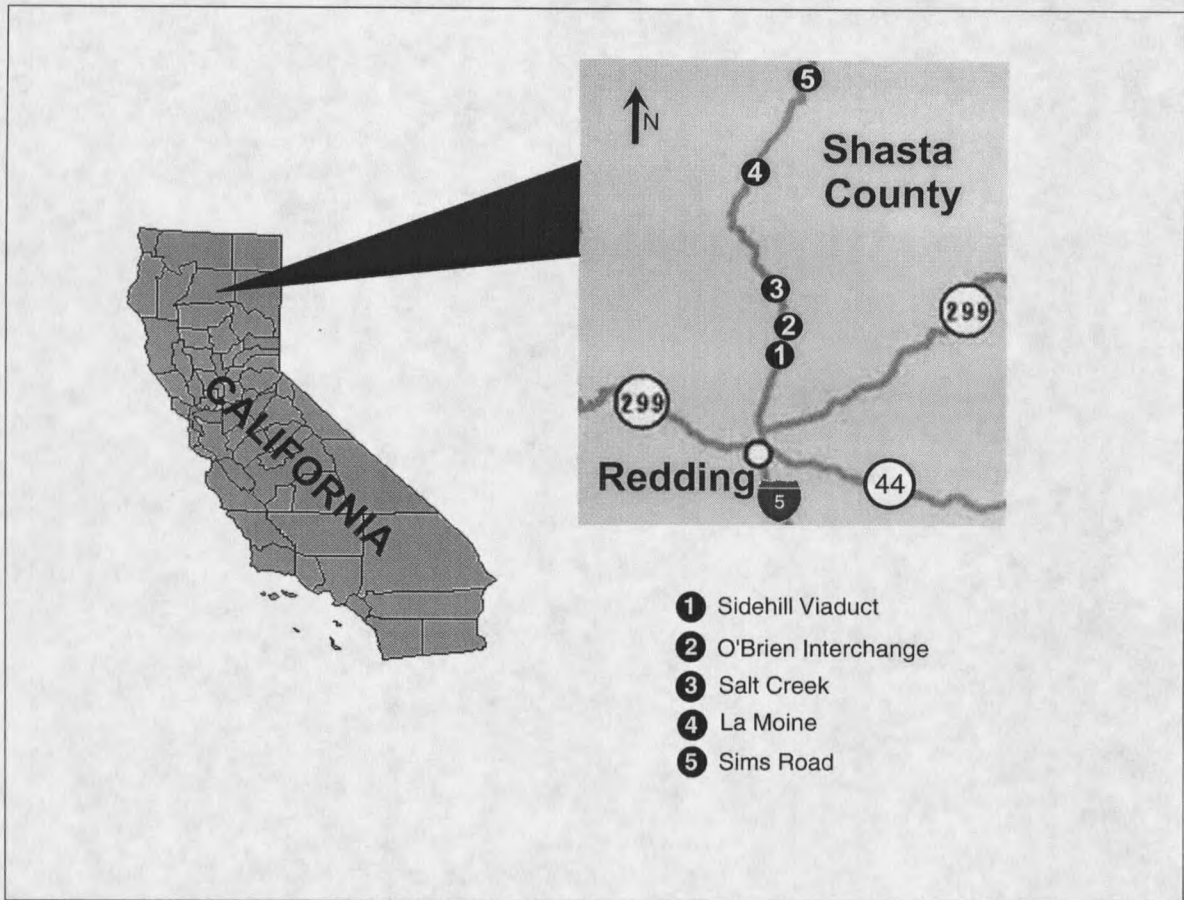 CALIFORNIA
N
5
Shasta
County
4
3
2
1
299
299
Redding
5
44
1 Sidehill Viaduct
2 O'Brien Interchange
3 Salt Creek
4 La Moine
5 Sims Road